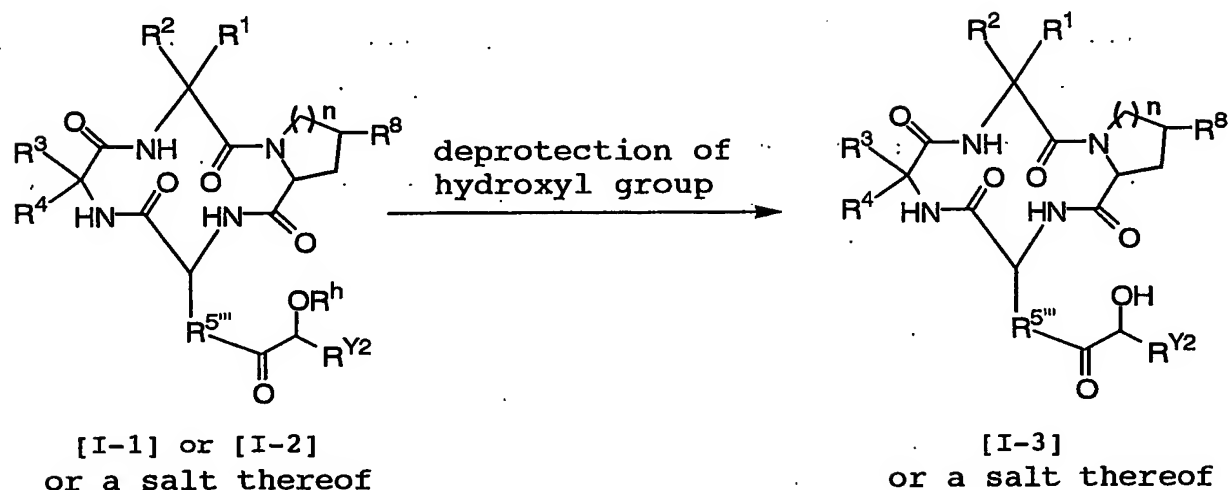 R² R¹
O ( )n R⁸
R³ NH O N
R⁴ HN O HN O
ORʰ
R⁵''' Rʸ²
O
[I-1] or [I-2]
or a salt thereof
deprotection of
hydroxyl group
R² R¹
O ( )n R⁸
R³ NH O N
R⁴ HN O HN O
OH
R⁵''' Rʸ²
O
[I-3]
or a salt thereof